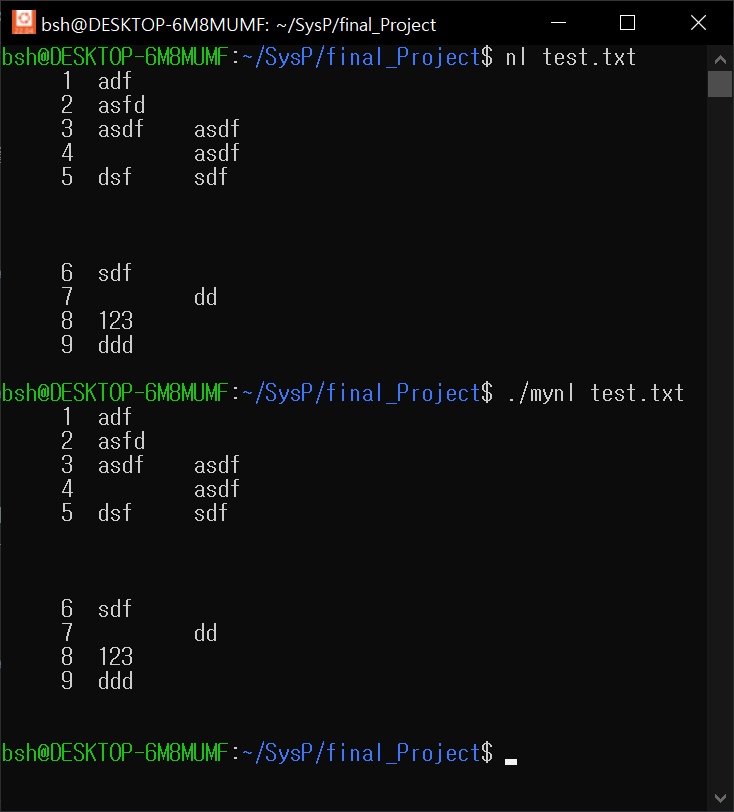 bsh@DESKTOP-6M8MUMF: ~/SysP/final_Project
bsh@DESKTOP-6M8MUMF:~/SysP/final_Project$ nl test.txt
     1  adf
     2  asfd
     3  asdf    asdf
     4          asdf
     5  dsf     sdf
     6  sdf
     7          dd
     8  123
     9  ddd
bsh@DESKTOP-6M8MUMF:~/SysP/final_Project$ ./mynl test.txt
     1  adf
     2  asfd
     3  asdf    asdf
     4          asdf
     5  dsf     sdf
     6  sdf
     7          dd
     8  123
     9  ddd
bsh@DESKTOP-6M8MUMF:~/SysP/final_Project$